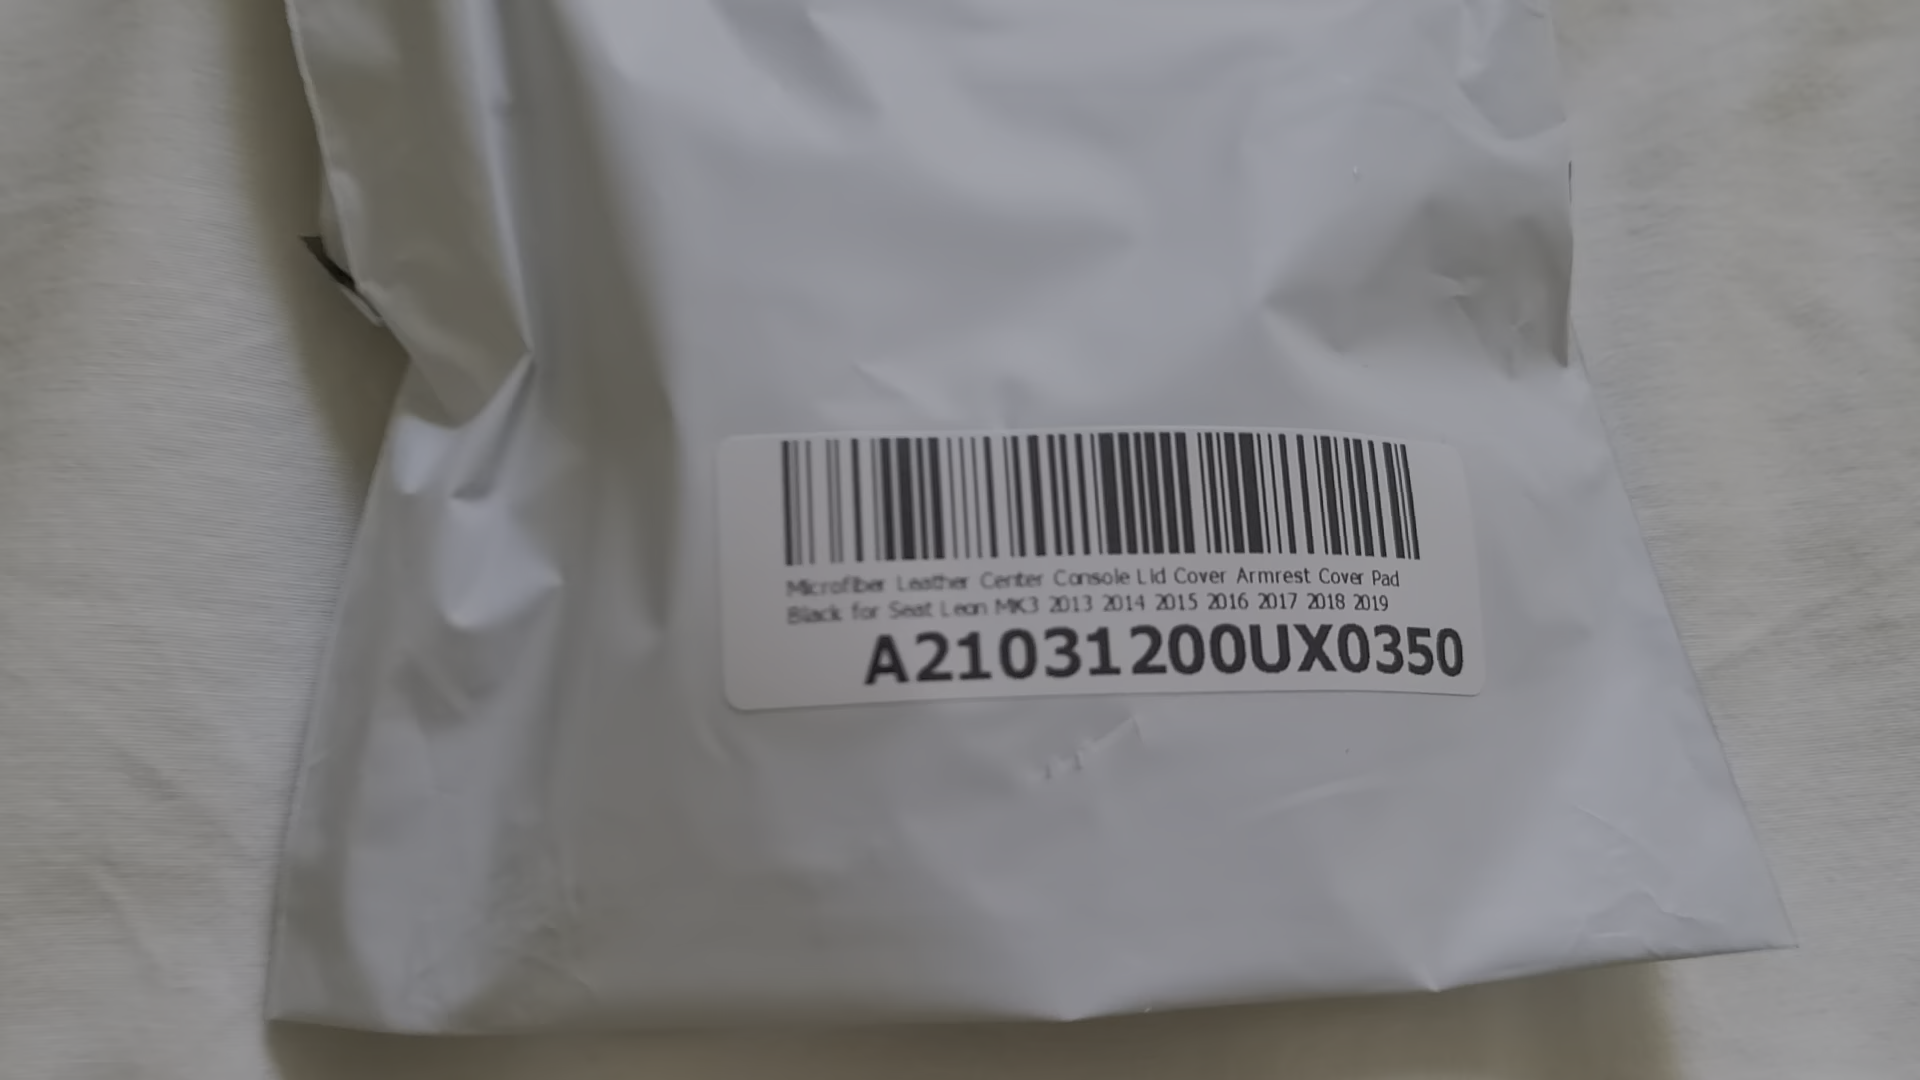 Microfiber Leather Center Console Lid Cover Armrest Cover Pad
Black for Seat Leon MK3 2013 2014 2015 2016 2017 2018 2019
A21031200UX0350